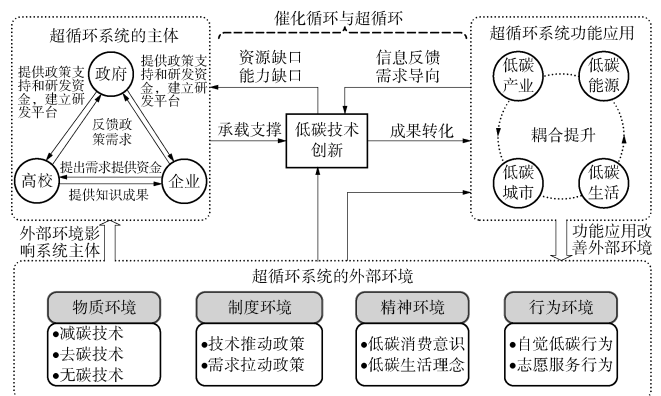 催化循环与超循环
超循环系统的主体
提供政策支
持和研发资
金，建立研
发平台
政府
提供政策支
持和研发资
金，建立研
发平台
反馈政
策需求
高校
提出需求提供资金
提供知识成果
企业
资源缺口
能力缺口
信息反馈
需求导向
承载支撑
低碳技术
创新
成果转化
超循环系统功能应用
低碳
产业
低碳
能源
耦合提升
低碳
城市
低碳
生活
外部环境影
响系统主体
功能应用改
善外部环境
超循环系统的外部环境
物质环境
●减碳技术
●去碳技术
●无碳技术
制度环境
●技术推动政策
●需求拉动政策
精神环境
●低碳消费意识
●低碳生活理念
行为环境
●自觉低碳行为
●志愿服务行为